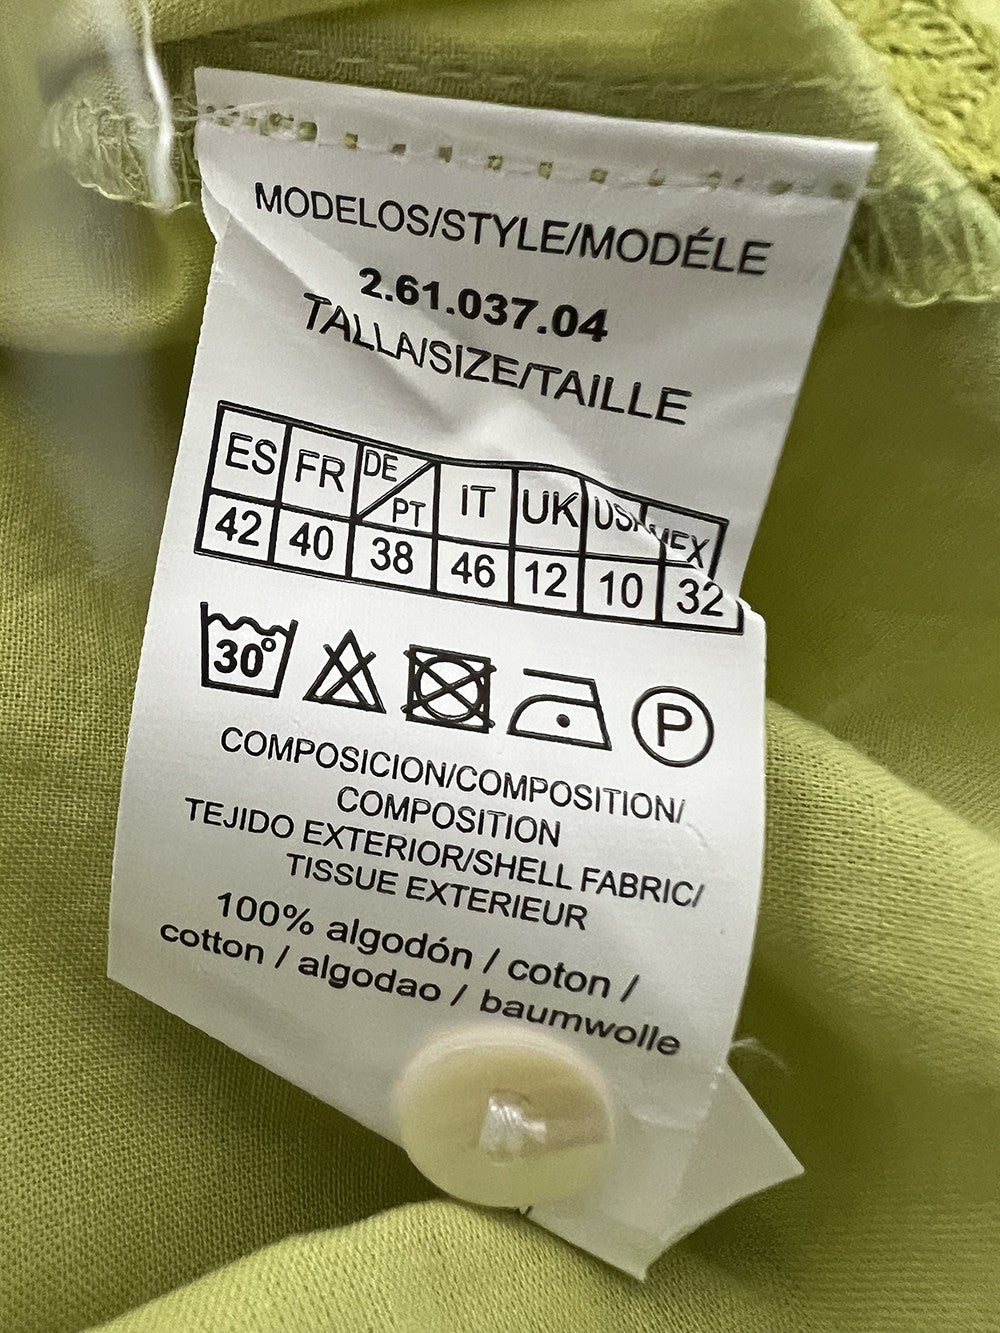 MODELOS/STYLE/MODÉLE
2.61.037.04
TALLA/SIZE/TAILLE
ES FR DE/PT IT UK USA MEX
42 40 38 46 12 10 32
30°
P
COMPOSICION/COMPOSITION/
COMPOSITION
TEJIDO EXTERIOR/SHELL FABRIC/
TISSUE EXTERIEUR
100% algodón / coton /
cotton / algodao / baumwolle